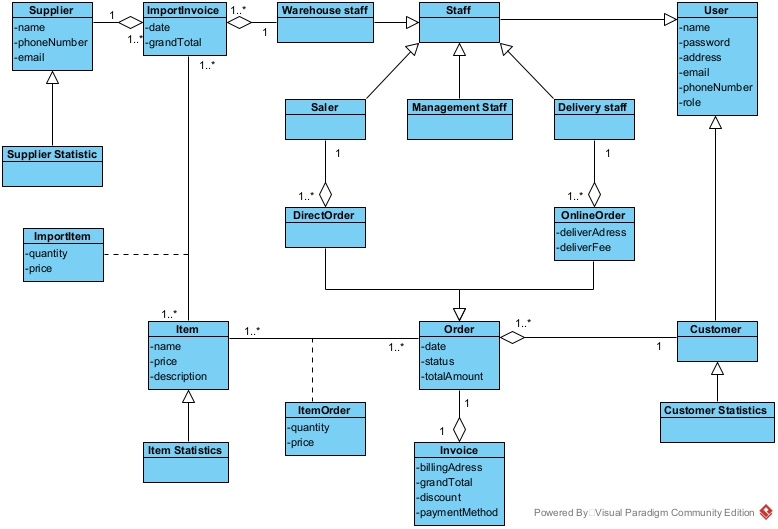 Supplier
-name
-phoneNumber
-email
1
1..*
ImportInvoice
-date
-grandTotal
1..*
1
Warehouse staff
Staff
User
-name
-password
-address
-email
-phoneNumber
-role
1..*
Supplier Statistic
Saler
Management Staff
Delivery staff
1
1
1..*
1..*
DirectOrder
OnlineOrder
-deliverAdress
-deliverFee
ImportItem
-quantity
-price
1..*
Item
-name
-price
-description
1..*
1..*
Order
-date
-status
-totalAmount
1..*
1
Customer
ItemOrder
-quantity
-price
1
1
Customer Statistics
Item Statistics
Invoice
-billingAdress
-grandTotal
-discount
-paymentMethod
Powered By Visual Paradigm Community Edition